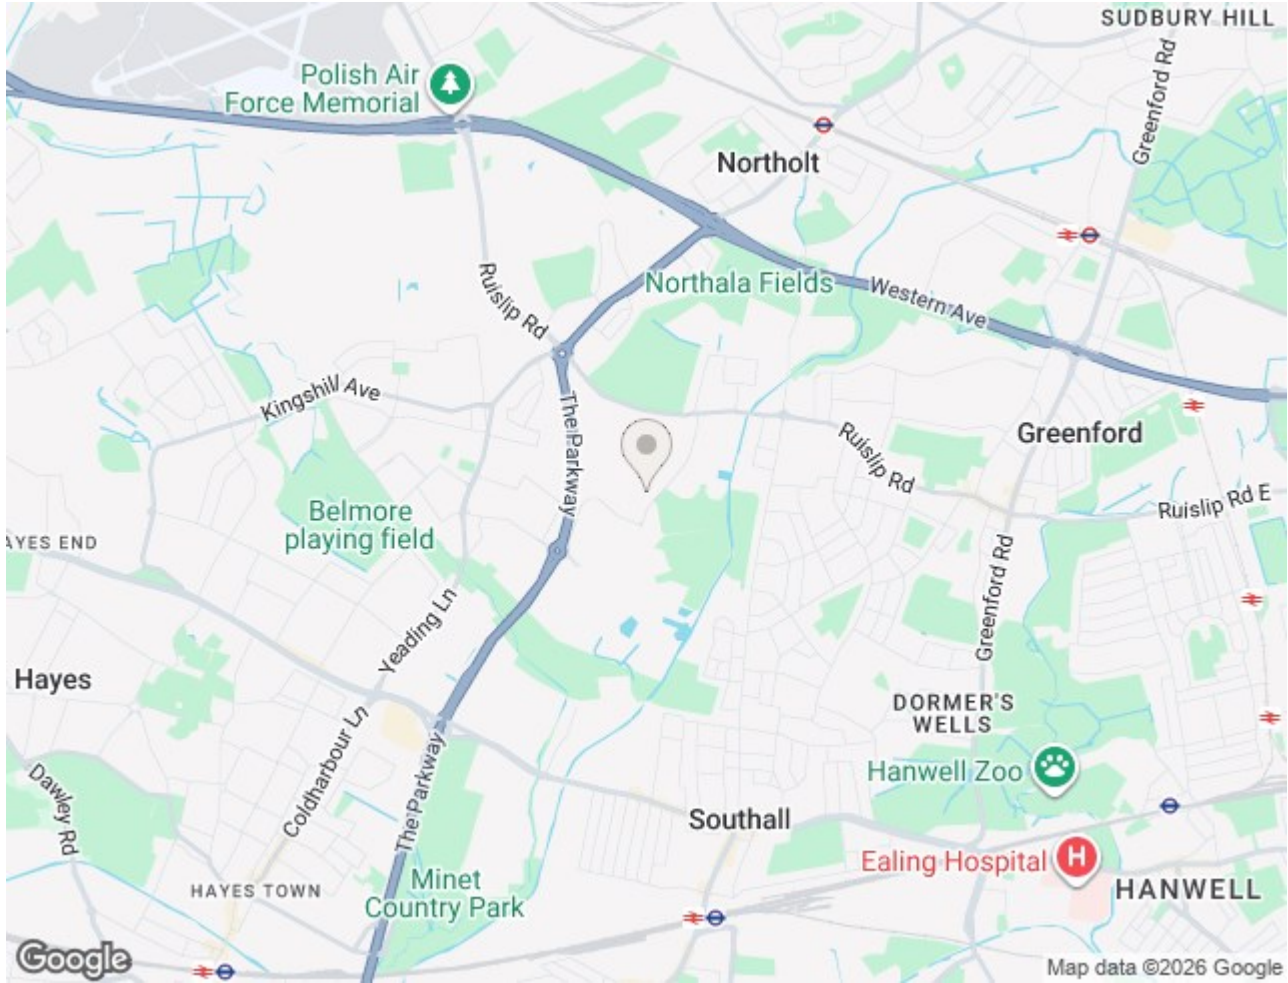 SUDBURY HILL
Polish Air
Force Memorial
Greenford Rd
Northolt
Ruislip Rd
Northala Fields
Western Ave
Kingshill Ave
The Parkway
Ruislip Rd
Greenford
Belmore
playing field
Ruislip Rd E
AYES END
Greenford Rd
Yeading Ln
Hayes
DORMER'S
WELLS
Coldharbour Ln
The Parkway
Hanwell Zoo
Dawley Rd
Southall
Ealing Hospital
H
HAYES TOWN
Minet
Country Park
HANWELL
Google
Map data ©2026 Google